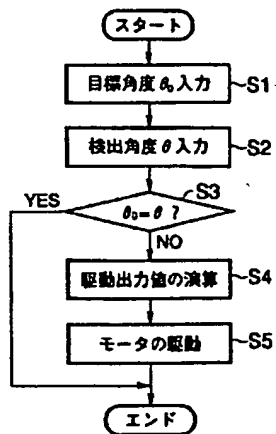 スタート
目標角度θ₀入力
S1
検出角度θ入力
S2
S3
YES
θ₀=θ ?
NO
駆動出力値の演算
S4
モータの駆動
S5
エンド